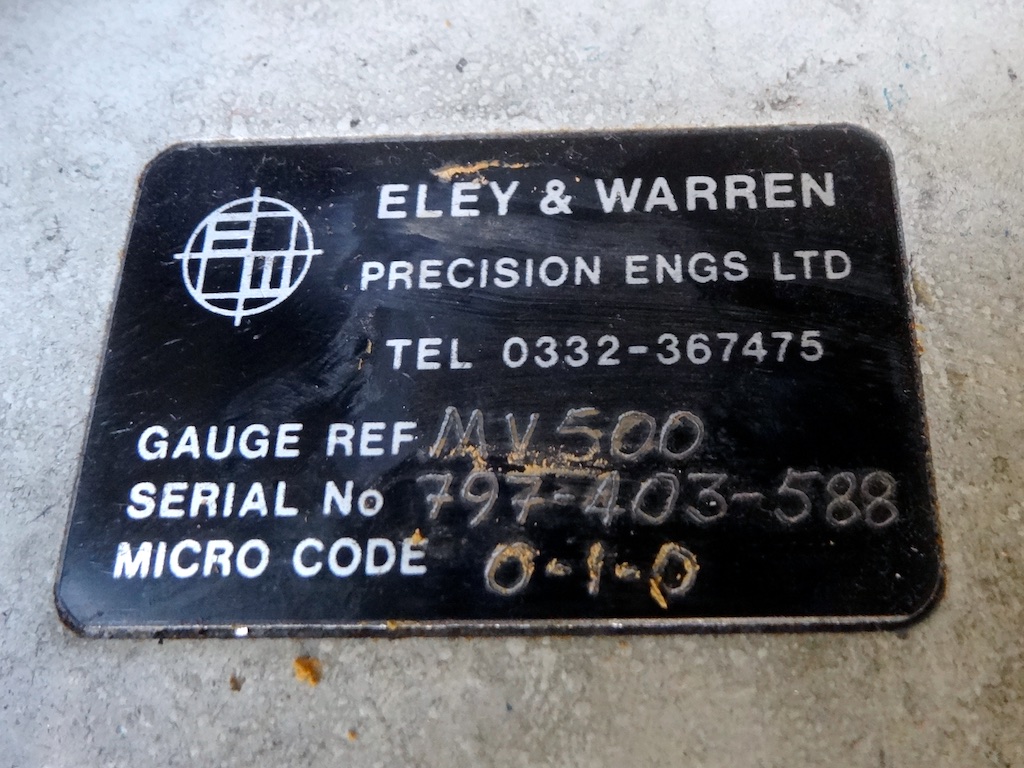 ELEY & WARREN
PRECISION ENGS LTD
TEL 0332-367475
GAUGE REF MV500
SERIAL No 797-403-588
MICRO CODE 0-1-0